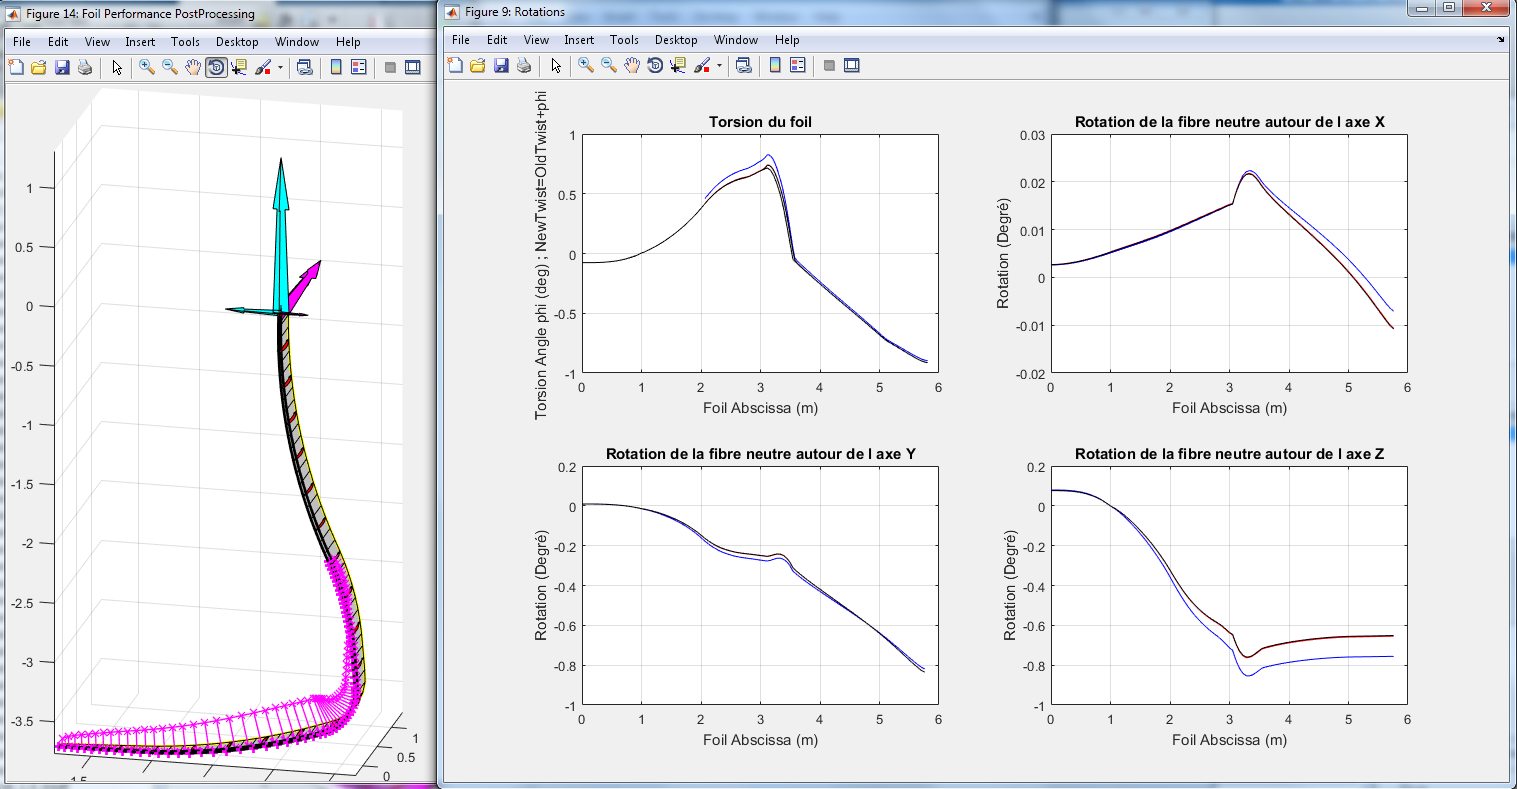 Figure 14: Foil Performance PostProcessing
File Edit View Insert Tools Desktop Window Help
1
0.5
0
-0.5
-1
-1.5
-2
-2.5
-3
-3.5
1
0.5
0
Figure 9: Rotations
File Edit View Insert Tools Desktop Window Help
Torsion du foil
Torsion Angle phi (deg) ; NewTwist=OldTwist+phi
1
0.5
0
-0.5
-1
0 1 2 3 4 5 6
Foil Abscissa (m)
Rotation de la fibre neutre autour de l axe X
Rotation (Degré)
0.03
0.02
0.01
0
-0.01
-0.02
0 1 2 3 4 5 6
Foil Abscissa (m)
Rotation de la fibre neutre autour de l axe Y
Rotation (Degré)
0.2
0
-0.2
-0.4
-0.6
-0.8
-1
0 1 2 3 4 5 6
Foil Abscissa (m)
Rotation de la fibre neutre autour de l axe Z
Rotation (Degré)
0.2
0
-0.2
-0.4
-0.6
-0.8
-1
0 1 2 3 4 5 6
Foil Abscissa (m)